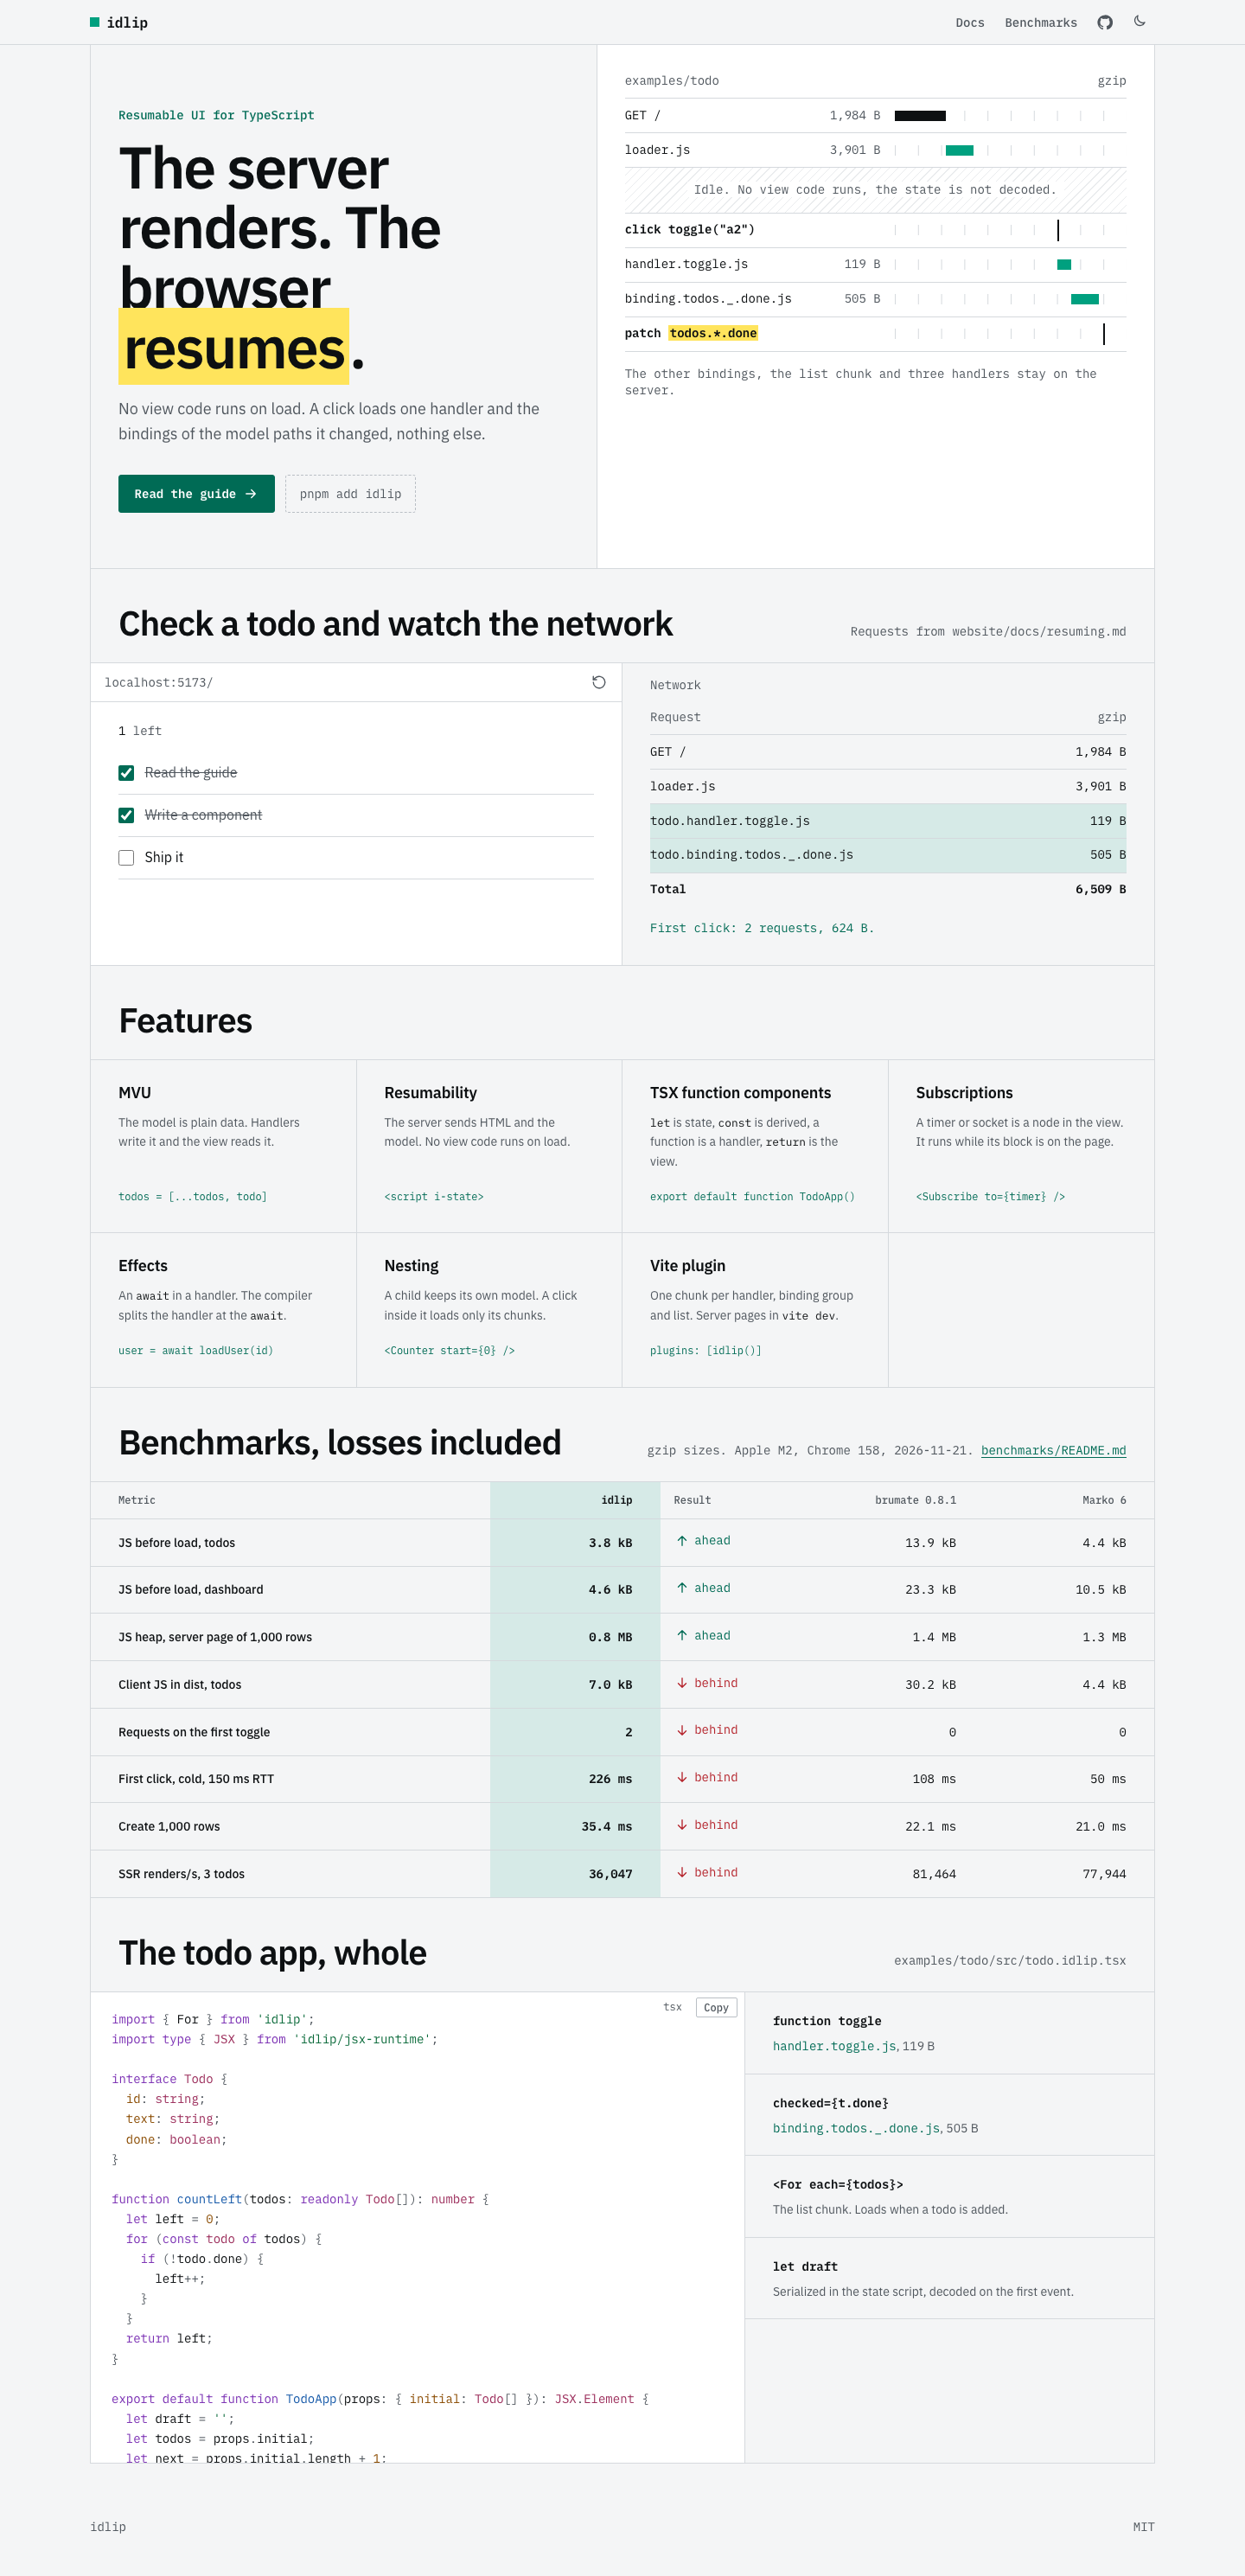 idlip
Docs Benchmarks
Resumable UI for TypeScript
The server
renders. The
browser
resumes.
No view code runs on load. A click loads one handler and the
bindings of the model paths it changed, nothing else.
Read the guide →
pnpm add idlip
examples/todo gzip
GET / 1,984 B
loader.js 3,901 B
Idle. No view code runs, the state is not decoded.
click toggle("a2")
handler.toggle.js 119 B
binding.todos._.done.js 505 B
patch todos.*.done
The other bindings, the list chunk and three handlers stay on the
server.
Check a todo and watch the network
Requests from website/docs/resuming.md
localhost:5173/
1 left
Read the guide
Write a component
Ship it
Network
Request gzip
GET / 1,984 B
loader.js 3,901 B
todo.handler.toggle.js 119 B
todo.binding.todos._.done.js 505 B
Total 6,509 B
First click: 2 requests, 624 B.
Features
MVU
The model is plain data. Handlers
write it and the view reads it.
todos = [...todos, todo]
Resumability
The server sends HTML and the
model. No view code runs on load.
<script i-state>
TSX function components
let is state, const is derived, a
function is a handler, return is the
view.
export default function TodoApp()
Subscriptions
A timer or socket is a node in the view.
It runs while its block is on the page.
<Subscribe to={timer} />
Effects
An await in a handler. The compiler
splits the handler at the await.
user = await loadUser(id)
Nesting
A child keeps its own model. A click
inside it loads only its chunks.
<Counter start={0} />
Vite plugin
One chunk per handler, binding group
and list. Server pages in vite dev.
plugins: [idlip()]
Benchmarks, losses included
gzip sizes. Apple M2, Chrome 158, 2026-11-21. benchmarks/README.md
Metric idlip Result brumate 0.8.1 Marko 6
JS before load, todos 3.8 kB ↑ ahead 13.9 kB 4.4 kB
JS before load, dashboard 4.6 kB ↑ ahead 23.3 kB 10.5 kB
JS heap, server page of 1,000 rows 0.8 MB ↑ ahead 1.4 MB 1.3 MB
Client JS in dist, todos 7.0 kB ↓ behind 30.2 kB 4.4 kB
Requests on the first toggle 2 ↓ behind 0 0
First click, cold, 150 ms RTT 226 ms ↓ behind 108 ms 50 ms
Create 1,000 rows 35.4 ms ↓ behind 22.1 ms 21.0 ms
SSR renders/s, 3 todos 36,047 ↓ behind 81,464 77,944
The todo app, whole
examples/todo/src/todo.idlip.tsx
tsx Copy
import { For } from 'idlip';
import type { JSX } from 'idlip/jsx-runtime';
interface Todo {
id: string;
text: string;
done: boolean;
}
function countLeft(todos: readonly Todo[]): number {
let left = 0;
for (const todo of todos) {
if (!todo.done) {
left++;
}
}
return left;
}
export default function TodoApp(props: { initial: Todo[] }): JSX.Element {
let draft = '';
let todos = props.initial;
let next = props.initial.length + 1;
function toggle
handler.toggle.js, 119 B
checked={t.done}
binding.todos._.done.js, 505 B
<For each={todos}>
The list chunk. Loads when a todo is added.
let draft
Serialized in the state script, decoded on the first event.
idlip
MIT